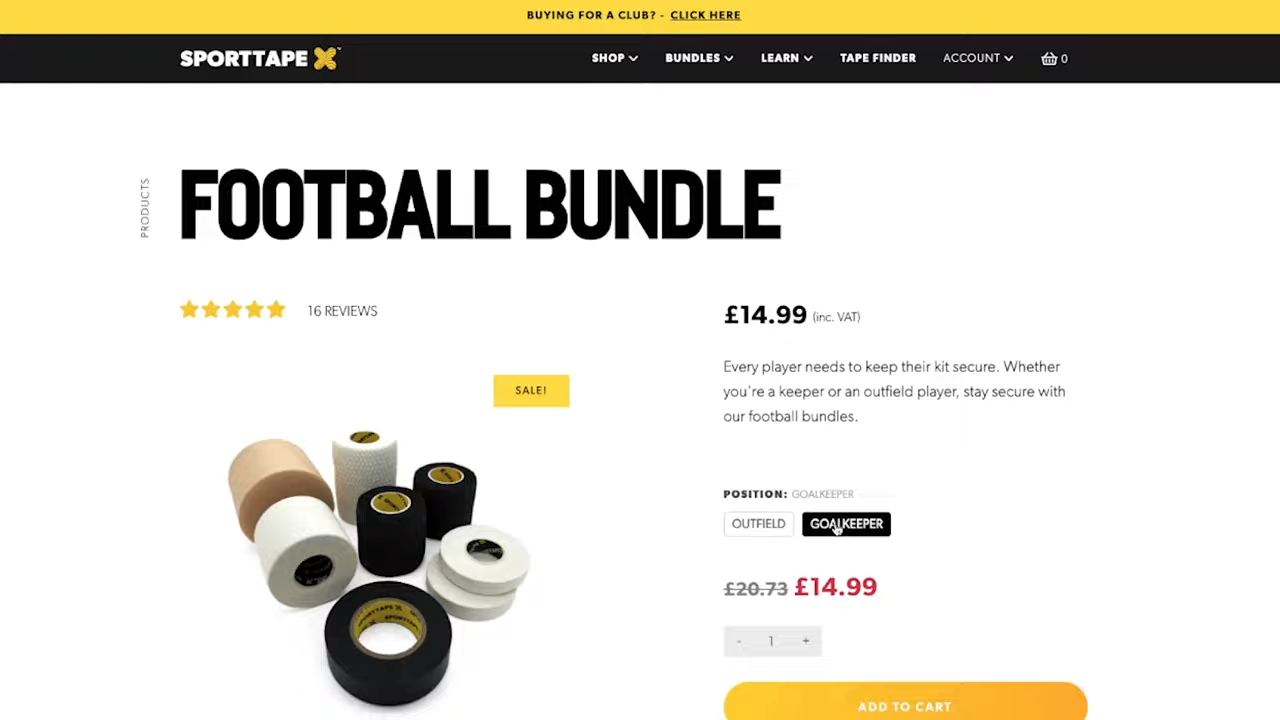 BUYING FOR A CLUB? - CLICK HERE
SPORTTAPE
SHOP
BUNDLES
LEARN
TAPE FINDER
ACCOUNT
0
PRODUCTS
FOOTBALL BUNDLE
16 REVIEWS
£14.99 (inc. VAT)
Every player needs to keep their kit secure. Whether
you're a keeper or an outfield player, stay secure with
our football bundles.
SALE!
POSITION: GOALKEEPER
OUTFIELD
GOALKEEPER
£20.73 £14.99
- 1 +
ADD TO CART